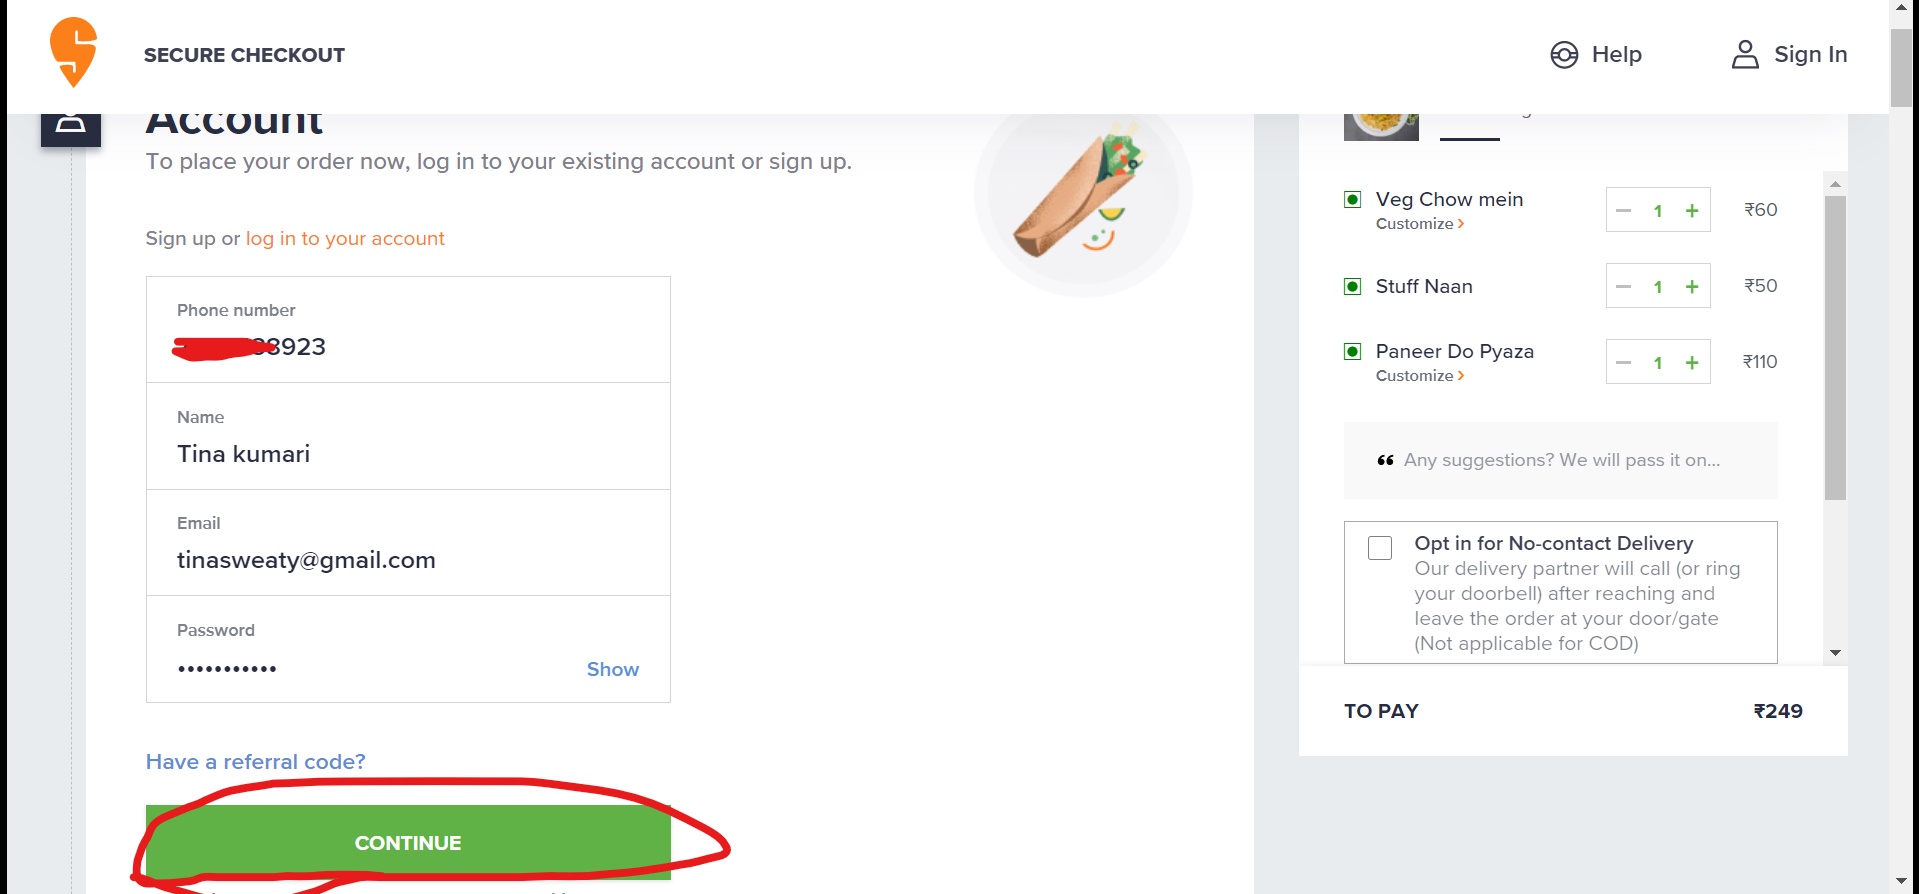 SECURE CHECKOUT
Help
Sign In
Account
To place your order now, log in to your existing account or sign up.
Sign up or log in to your account
Phone number
8923
Name
Tina kumari
Email
tinasweaty@gmail.com
Password
•••••••••••
Show
Have a referral code?
CONTINUE
Veg Chow mein
Customize >
1
₹60
Stuff Naan
1
₹50
Paneer Do Pyaza
Customize >
1
₹110
❝ Any suggestions? We will pass it on...
Opt in for No-contact Delivery
Our delivery partner will call (or ring
your doorbell) after reaching and
leave the order at your door/gate
(Not applicable for COD)
TO PAY
₹249